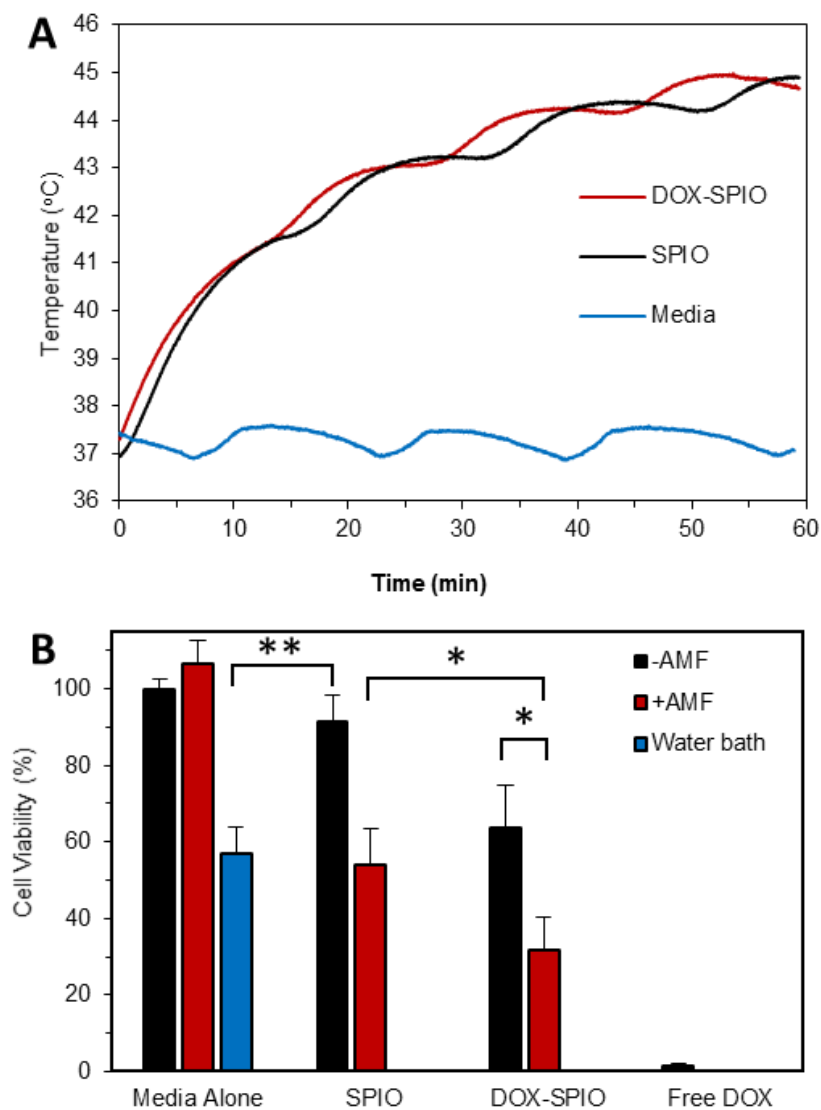 A
46
45
44
43
42
41
40
39
38
37
36
Temperature (ºC)
DOX-SPIO
SPIO
Media
0 10 20 30 40 50 60
Time (min)
B
** * *
-AMF
+AMF
Water bath
100
80
60
40
20
0
Cell Viability (%)
Media Alone SPIO DOX-SPIO Free DOX